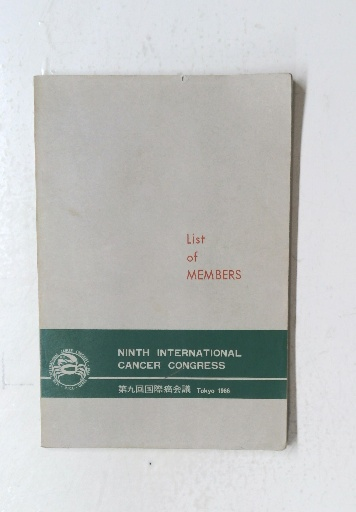 List
of
MEMBERS
NINTH INTERNATIONAL
CANCER CONGRESS
第九回国際癌会議 Tokyo 1966